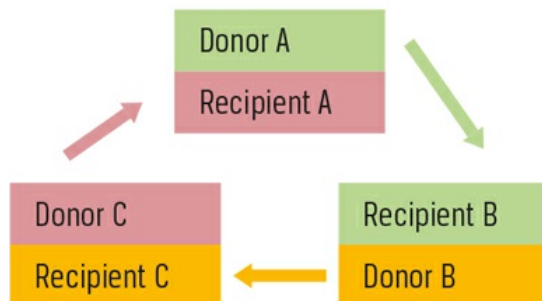 Donor A
Recipient A
Donor C
Recipient C
Recipient B
Donor B